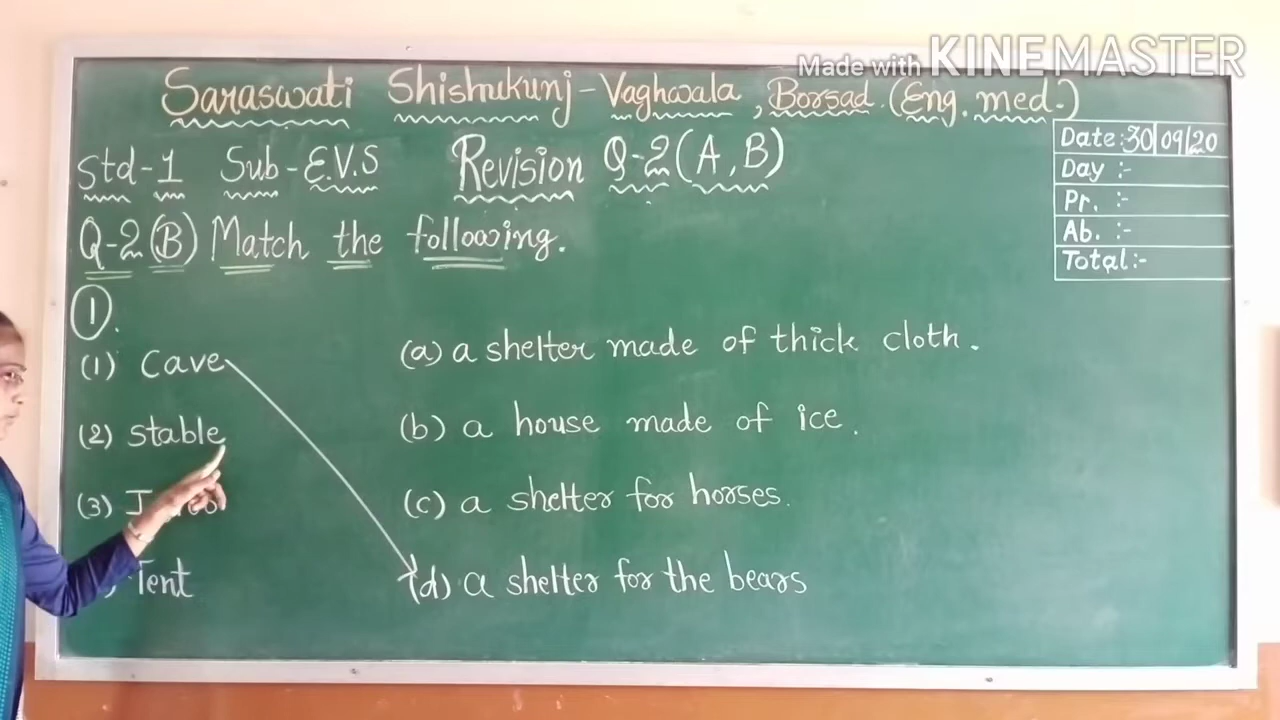 Made with KINEMASTER
Saraswati Shishukunj-Vaghwala, Borsad. (Eng. med.)
Std-1 Sub-E.V.S Revision Q-2(A,B)
Date:30|09|20
Day :-
Pr. :-
Ab. :-
Total:-
Q-2(B) Match the following.
1.
(1) Cave
(a) a shelter made of thick cloth.
(2) Stable
(b) a house made of ice.
(3)
(c) a shelter for horses.
Tent
(d) a shelter for the bears